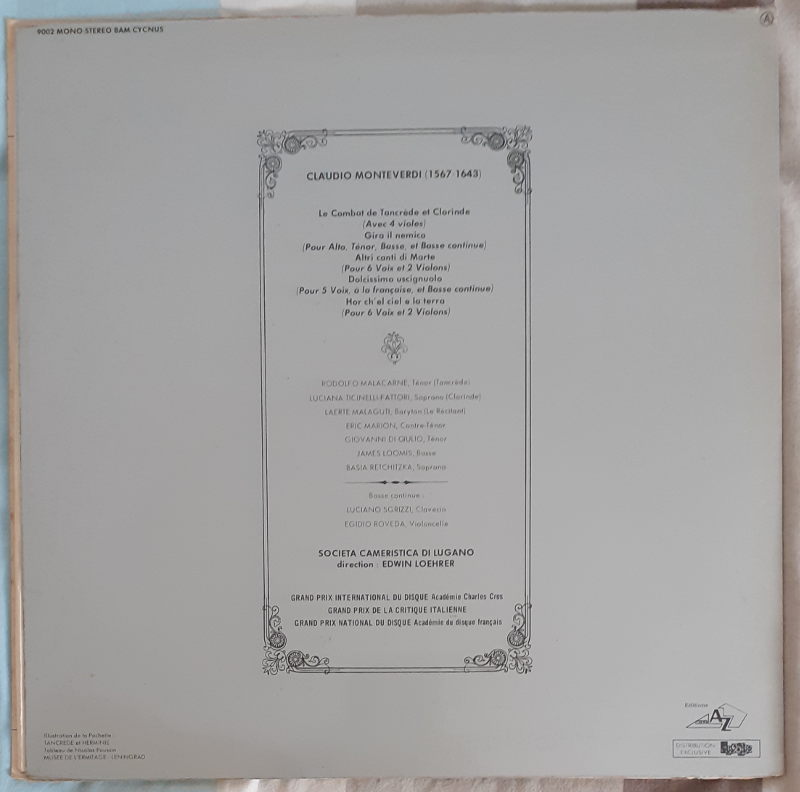 9002 MONO STEREO BAM CYCNUS
A
CLAUDIO MONTEVERDI (1567 1643)
Le Combat de Tancrède et Clorinde
(Avec 4 violes)
Gira il nemico
(Pour Alto, Ténor, Basse, et Basse continue)
Altri canti di Marte
(Pour 6 Voix et 2 Violons)
Dolcissimo uscignuolo
(Pour 5 Voix, a la française, et Basse continue)
Hor ch'el ciel e la terra
(Pour 6 Voix et 2 Violons)
RODOLFO MALACARNE, Ténor (Tancrède)
LUCIANA TICINELLI-FATTORI, Soprano (Clorinde)
LAERTE MALAGUTI, Baryton (Le Récitant)
ERIC MARION, Contre-Ténor
GIOVANNI DI GIULIO, Ténor
JAMES LOOMIS, Basse
BASIA RETCHITZKA, Soprano
Basse continue :
LUCIANO SGRIZZI, Clavecin
EGIDIO ROVEDA, Violoncelle
SOCIETA CAMERISTICA DI LUGANO
direction : EDWIN LOEHRER
GRAND PRIX INTERNATIONAL DU DISQUE Académie Charles Cros
GRAND PRIX DE LA CRITIQUE ITALIENNE
GRAND PRIX NATIONAL DU DISQUE Académie du disque français
Illustration de la Pochette :
TANCREDE et HERMINIE
Tableau de Nicolas Poussin
MUSEE DE L'ERMITAGE - LENINGRAD
Editions
AZ
DISTRIBUTION
EXCLUSIVE